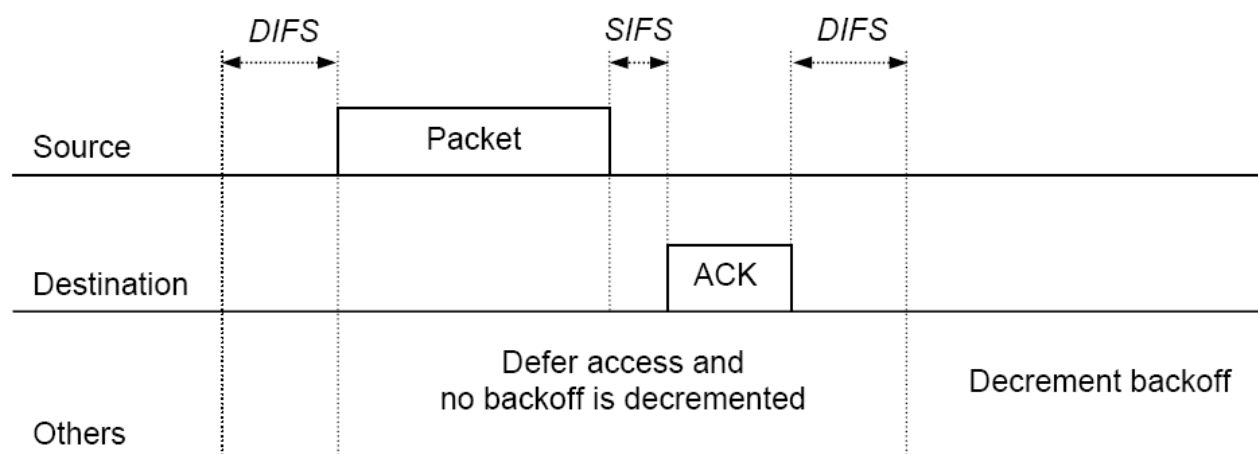 DIFS SIFS DIFS
Source Packet
Destination ACK
Defer access and
no backoff is decremented
Decrement backoff
Others